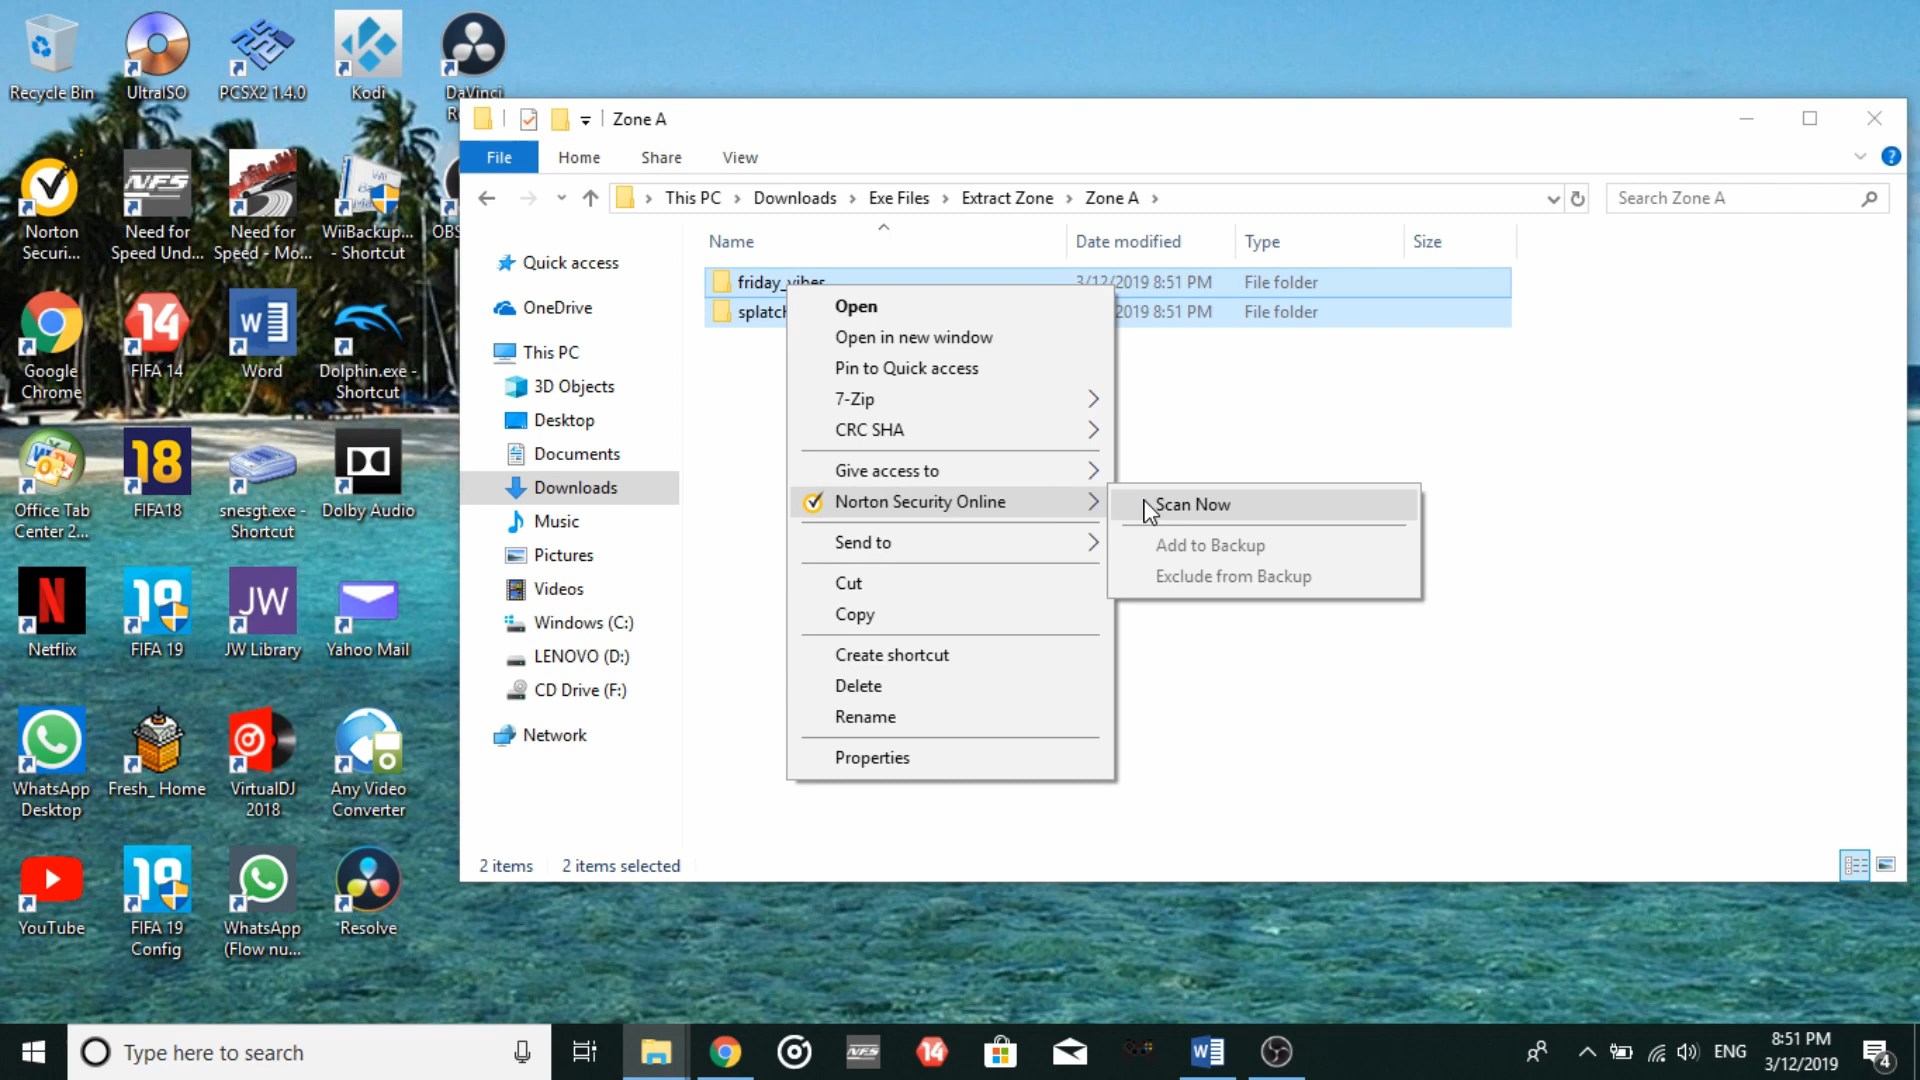 Recycle Bin
UltraISO
PCSX2 1.4.0
Kodi
DaVinci
Norton
Securi...
Need for
Speed Und...
Need for
Speed - Mo...
WiiBackup...
- Shortcut
OBS
Google
Chrome
FIFA 14
Word
Dolphin.exe -
Shortcut
Office Tab
Center 2...
FIFA18
snesgt.exe -
Shortcut
Dolby Audio
Netflix
FIFA 19
JW Library
Yahoo Mail
WhatsApp
Desktop
Fresh_Home
VirtualDJ
2018
Any Video
Converter
YouTube
FIFA 19
Config
WhatsApp
(Flow nu...
Resolve
Zone A
File
Home
Share
View
This PC
Downloads
Exe Files
Extract Zone
Zone A
Search Zone A
Name
Date modified
Type
Size
Quick access
OneDrive
This PC
3D Objects
Desktop
Documents
Downloads
Music
Pictures
Videos
Windows (C:)
LENOVO (D:)
CD Drive (F:)
Network
friday_vibes 3/12/2019 8:51 PM File folder
splatch 2019 8:51 PM File folder
Open
Open in new window
Pin to Quick access
7-Zip
CRC SHA
Give access to
Norton Security Online
Send to
Cut
Copy
Create shortcut
Delete
Rename
Properties
Scan Now
Add to Backup
Exclude from Backup
2 items 2 items selected
Type here to search
ENG
8:51 PM
3/12/2019
4
NFS
14
18
19
JW
19